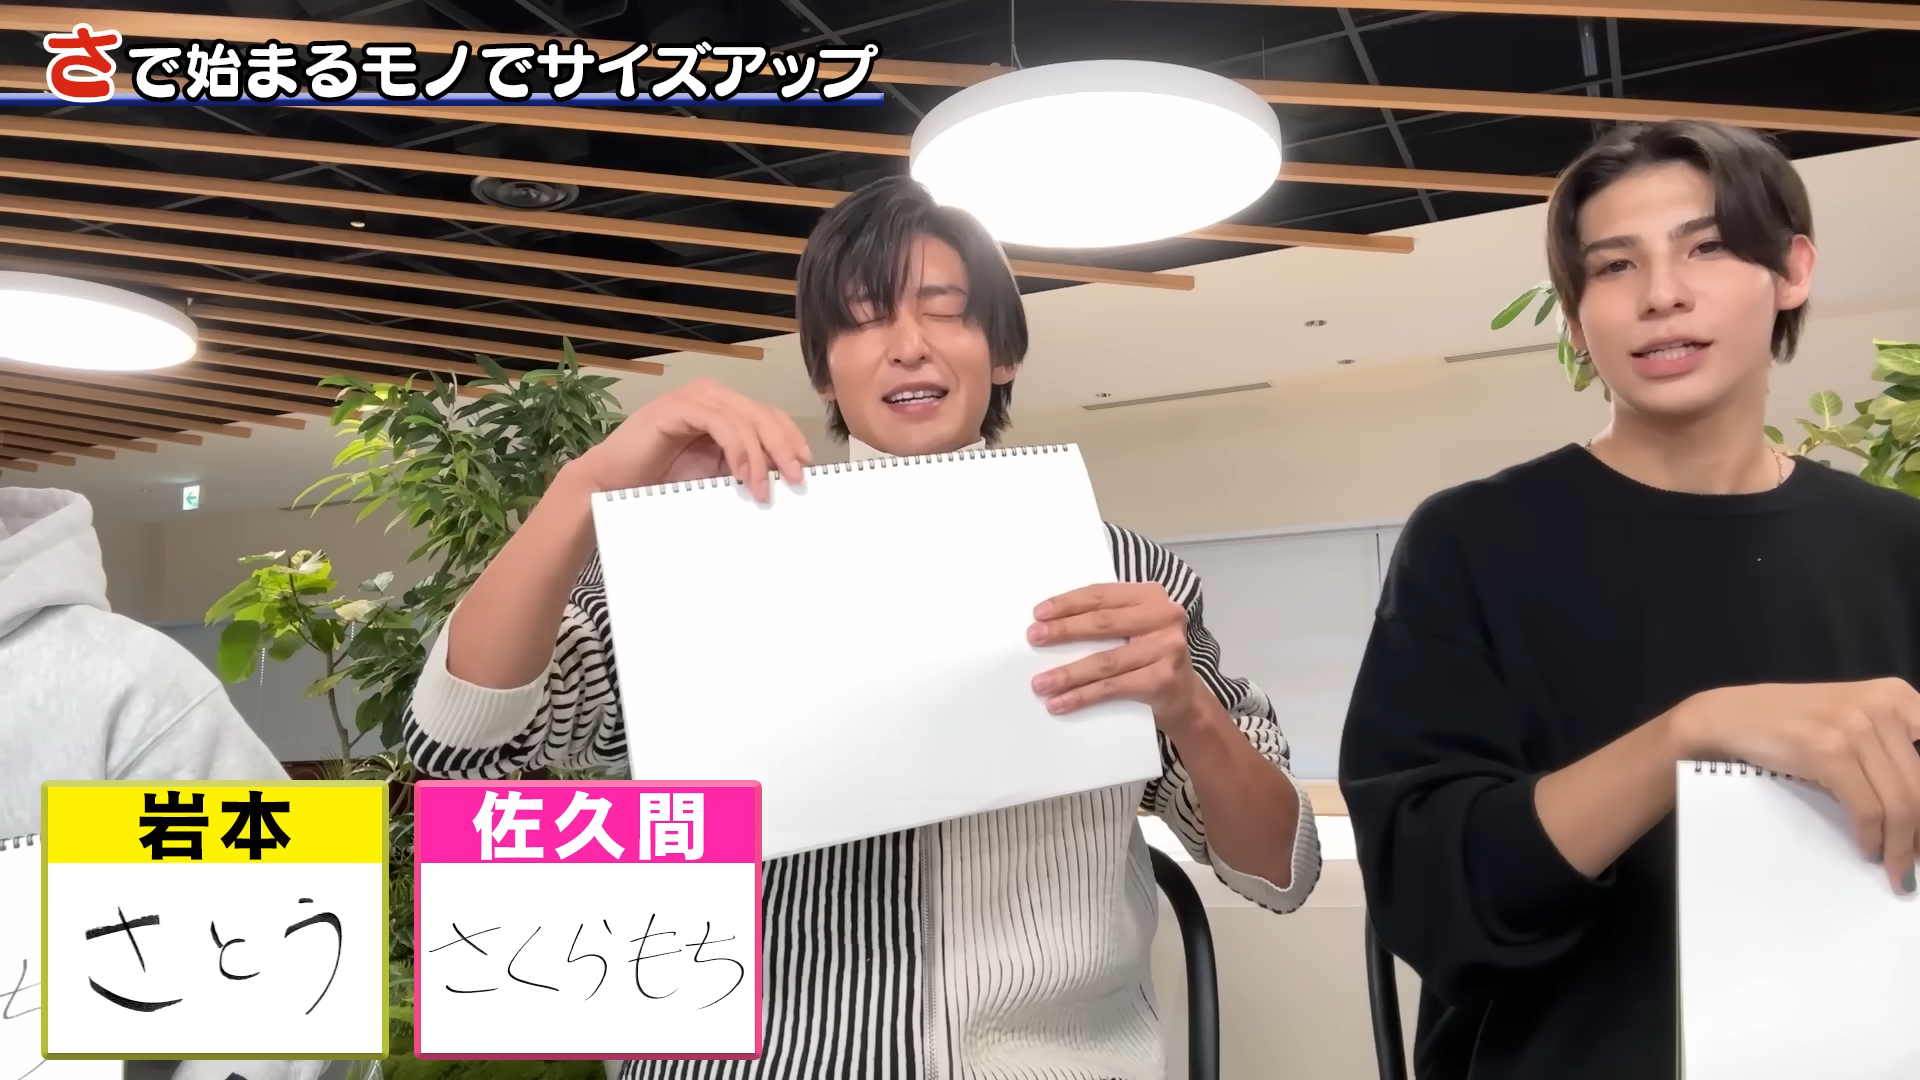 さで始まるモノでサイズアップ
岩本
さとう
佐久間
さくらもち